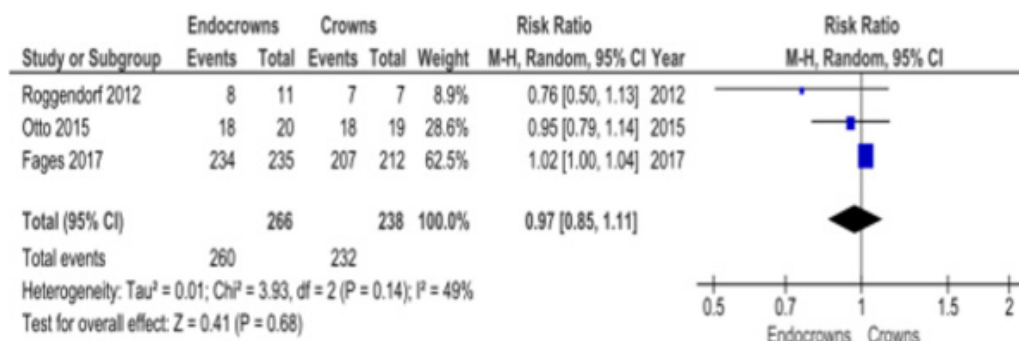 Endocrowns Crowns Risk Ratio Risk Ratio
Study or Subgroup Events Total Events Total Weight M-H, Random, 95% CI Year M-H, Random, 95% CI
Roggendorf 2012 8 11 7 7 8.9% 0.76 [0.50, 1.13] 2012
Otto 2015 18 20 18 19 28.6% 0.95 [0.79, 1.14] 2015
Fages 2017 234 235 207 212 62.5% 1.02 [1.00, 1.04] 2017
Total (95% CI) 266 238 100.0% 0.97 [0.85, 1.11]
Total events 260 232
Heterogeneity: Tau² = 0.01; Chi² = 3.93, df = 2 (P = 0.14); I² = 49%
Test for overall effect: Z = 0.41 (P = 0.68)
0.5 0.7 1 1.5 2
Endocrowns Crowns